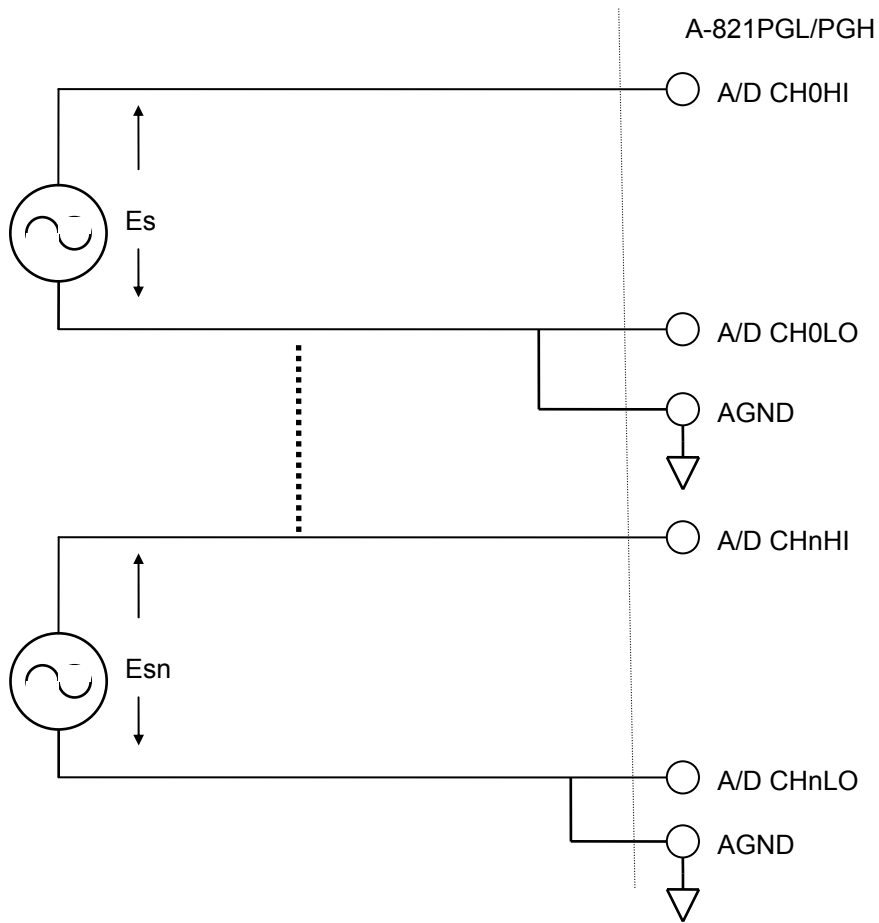 A-821PGL/PGH
A/D CH0HI
Es
A/D CH0LO
AGND
A/D CHnHI
Esn
A/D CHnLO
AGND